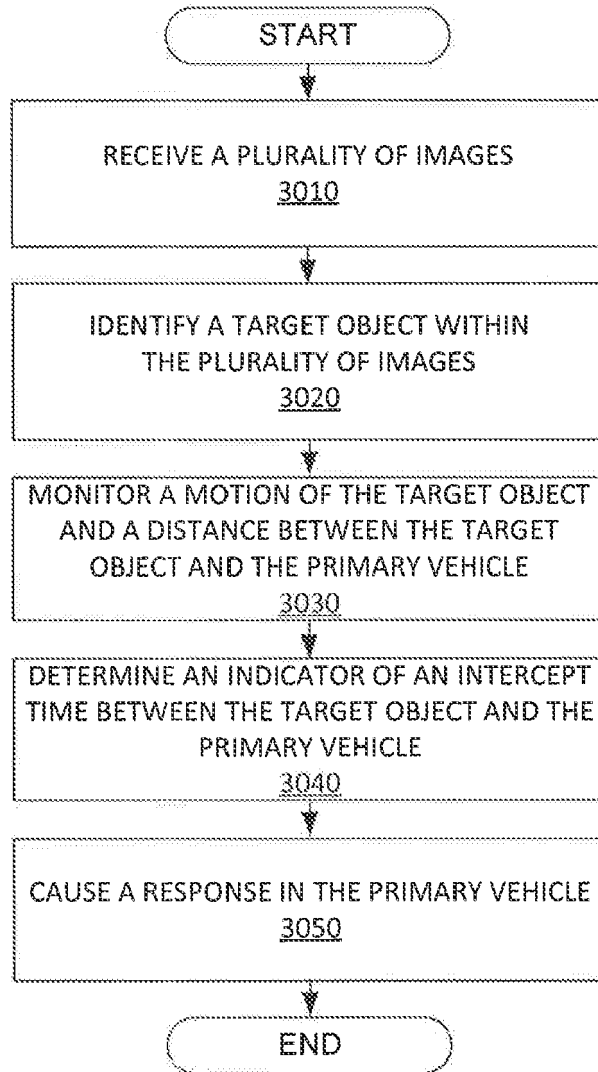 START
RECEIVE A PLURALITY OF IMAGES
3010
IDENTIFY A TARGET OBJECT WITHIN
THE PLURALITY OF IMAGES
3020
MONITOR A MOTION OF THE TARGET OBJECT
AND A DISTANCE BETWEEN THE TARGET
OBJECT AND THE PRIMARY VEHICLE
3030
DETERMINE AN INDICATOR OF AN INTERCEPT
TIME BETWEEN THE TARGET OBJECT AND THE
PRIMARY VEHICLE
3040
CAUSE A RESPONSE IN THE PRIMARY VEHICLE
3050
END